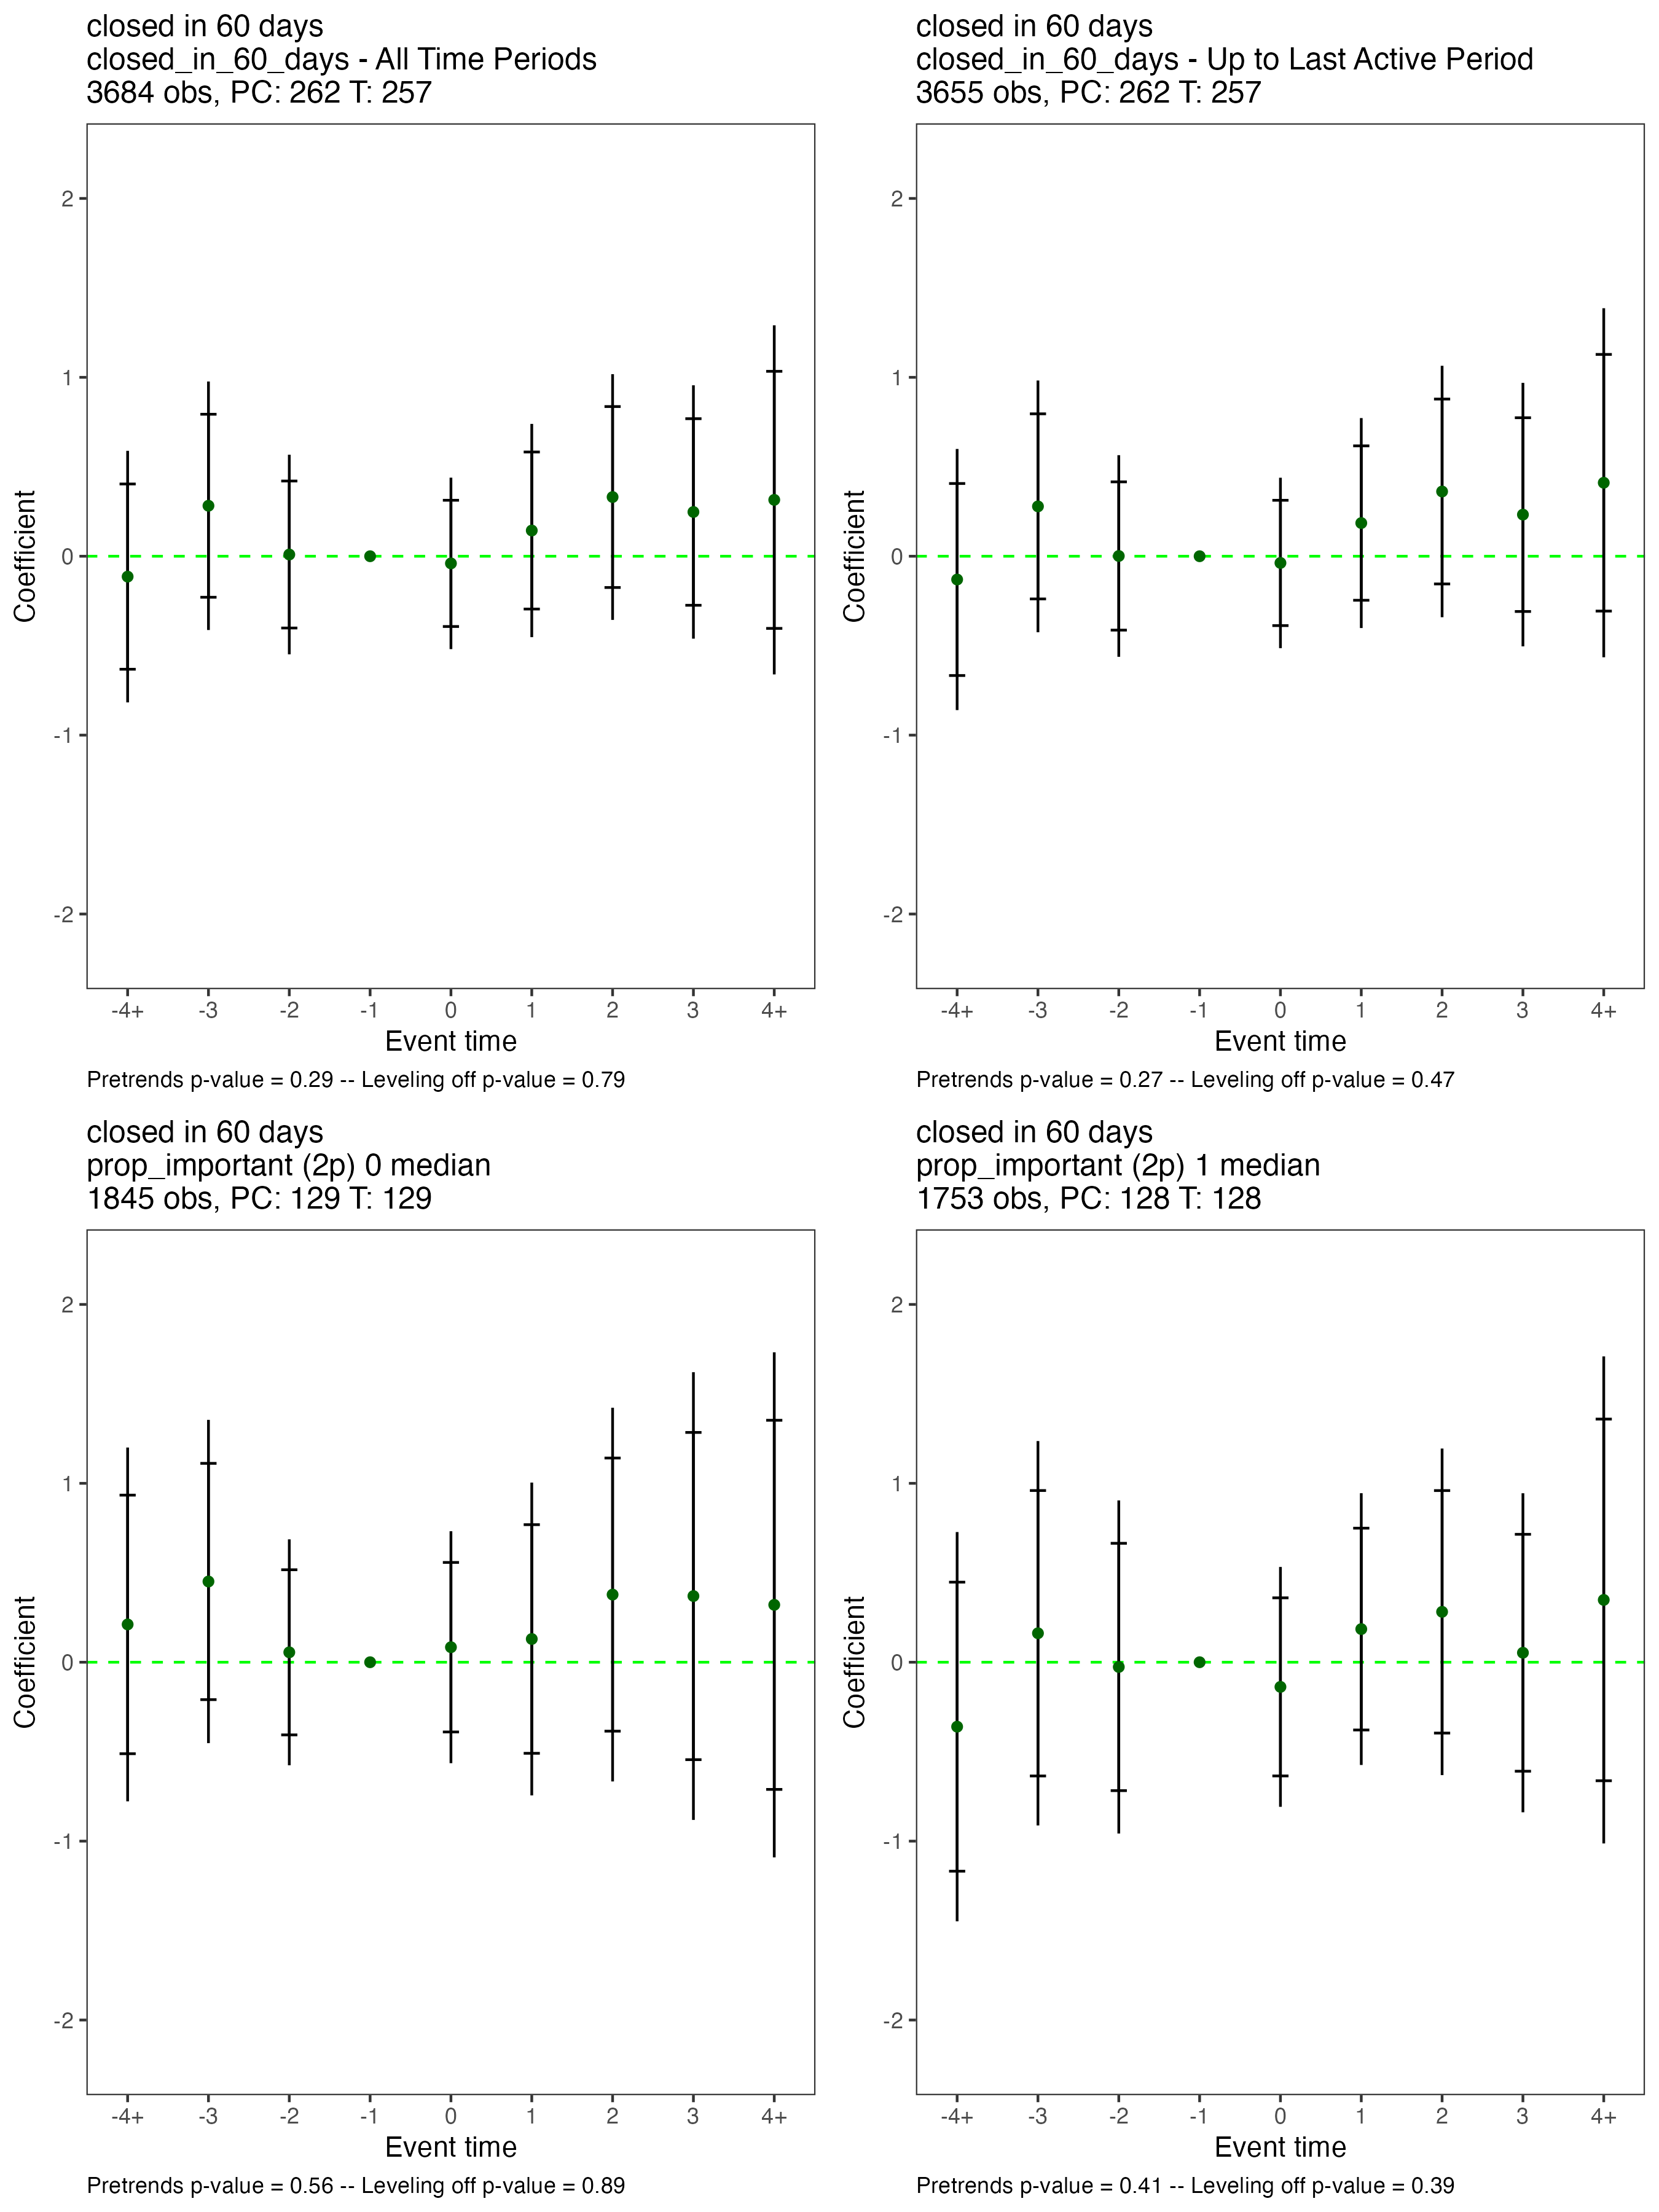 closed in 60 days
closed_in_60_days - All Time Periods
3684 obs, PC: 262 T: 257
2
1
0
-1
-2
Coefficient
-4+ -3 -2 -1 0 1 2 3 4+
Event time
Pretrends p-value = 0.29 -- Leveling off p-value = 0.79
closed in 60 days
closed_in_60_days - Up to Last Active Period
3655 obs, PC: 262 T: 257
2
1
0
-1
-2
Coefficient
-4+ -3 -2 -1 0 1 2 3 4+
Event time
Pretrends p-value = 0.27 -- Leveling off p-value = 0.47
closed in 60 days
prop_important (2p) 0 median
1845 obs, PC: 129 T: 129
2
1
0
-1
-2
Coefficient
-4+ -3 -2 -1 0 1 2 3 4+
Event time
Pretrends p-value = 0.56 -- Leveling off p-value = 0.89
closed in 60 days
prop_important (2p) 1 median
1753 obs, PC: 128 T: 128
2
1
0
-1
-2
Coefficient
-4+ -3 -2 -1 0 1 2 3 4+
Event time
Pretrends p-value = 0.41 -- Leveling off p-value = 0.39